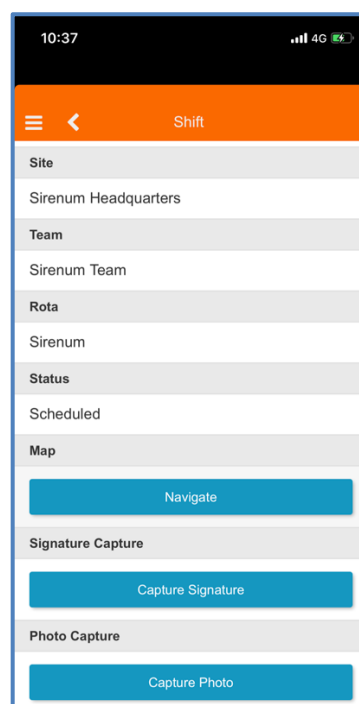 10:37
4G
Shift
Site
Sirenum Headquarters
Team
Sirenum Team
Rota
Sirenum
Status
Scheduled
Map
Navigate
Signature Capture
Capture Signature
Photo Capture
Capture Photo